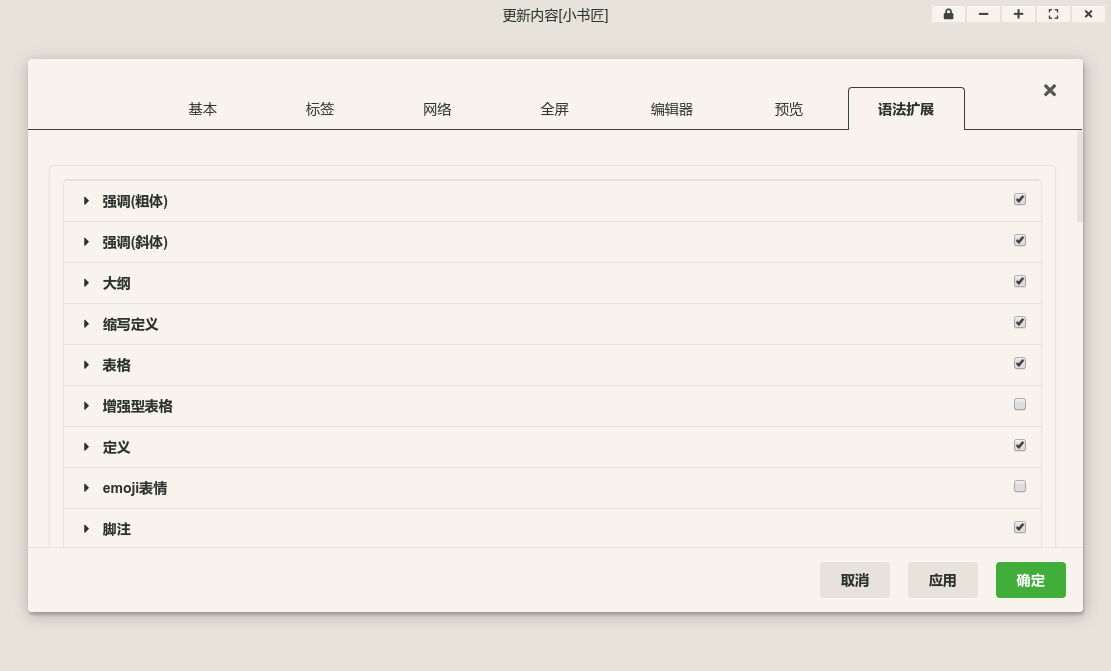 更新内容[小书匠]
基本 标签 网络 全屏 编辑器 预览 语法扩展
强调(粗体)
强调(斜体)
大纲
缩写定义
表格
增强型表格
定义
emoji表情
脚注
取消 应用 确定